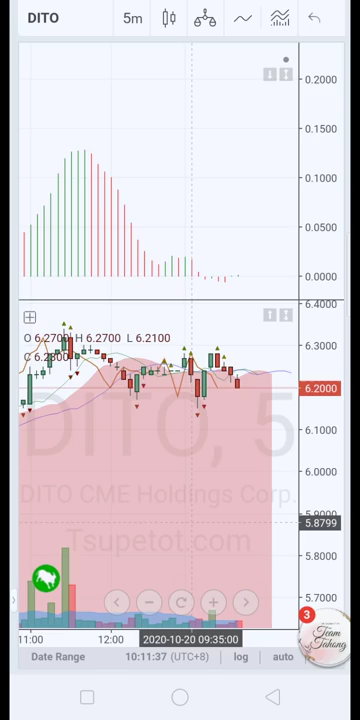 DITO 5m
0.2000
0.1500
0.1000
0.0500
0.0000
6.4000
O 6.2700 H 6.2700 L 6.2100
6.3000
C 6.2800
6.2000
DITO, 5
6.1000
6.0000
DITO CME Holdings Corp.
5.9000
5.8799
Tsupetot.com
5.8000
5.7000
3
Team
Tahong
11:00 12:00 2020-10-20 09:35:00
Date Range 10:11:37 (UTC+8) log auto